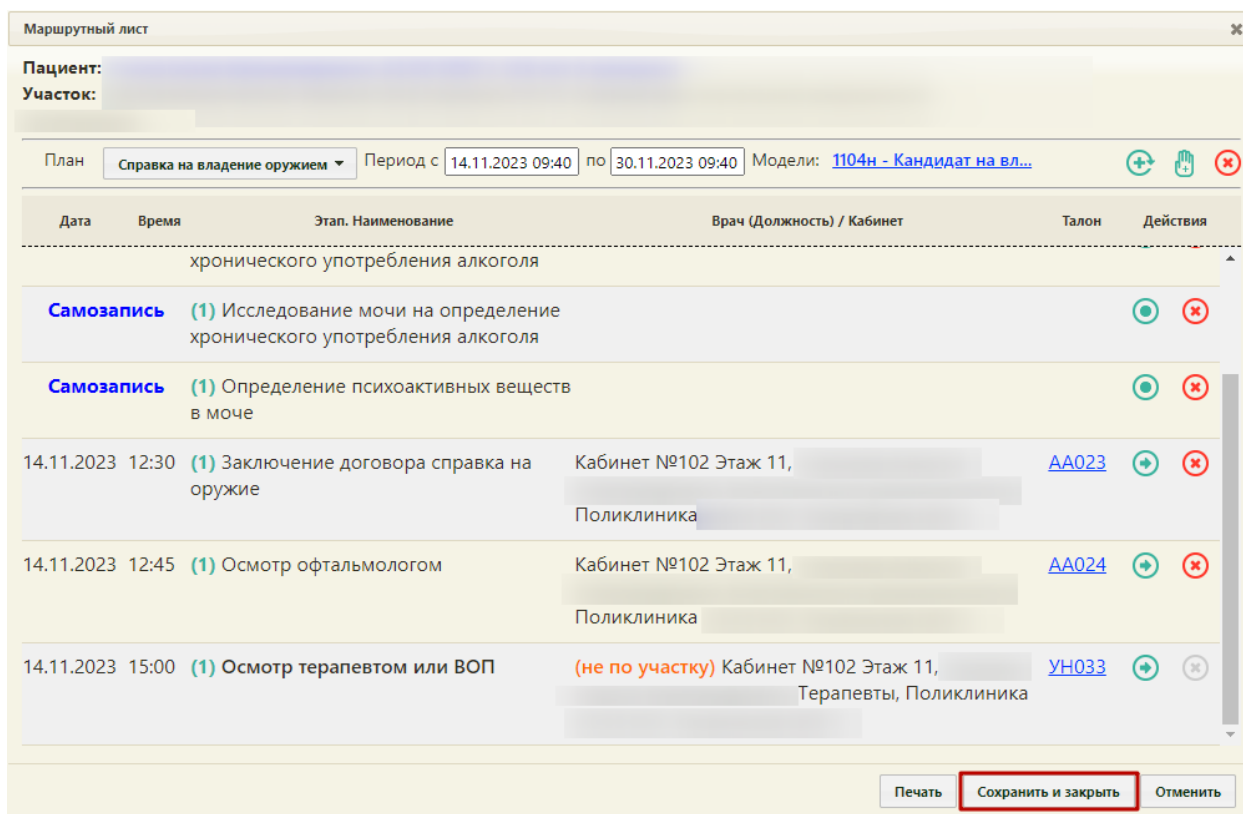 Маршрутный лист
Пациент:
Участок:
План Справка на владение оружием Период с 14.11.2023 09:40 по 30.11.2023 09:40 Модели: 1104н - Кандидат на вл...
Дата Время Этап. Наименование Врач (Должность) / Кабинет Талон Действия
хронического употребления алкоголя
Самозапись (1) Исследование мочи на определение
хронического употребления алкоголя
Самозапись (1) Определение психоактивных веществ
в моче
14.11.2023 12:30 (1) Заключение договора справка на Кабинет №102 Этаж 11, АА023
оружие
Поликлиника
14.11.2023 12:45 (1) Осмотр офтальмологом Кабинет №102 Этаж 11, АА024
Поликлиника
14.11.2023 15:00 (1) Осмотр терапевтом или ВОП (не по участку) Кабинет №102 Этаж 11, УН033
Терапевты, Поликлиника
Печать Сохранить и закрыть Отменить